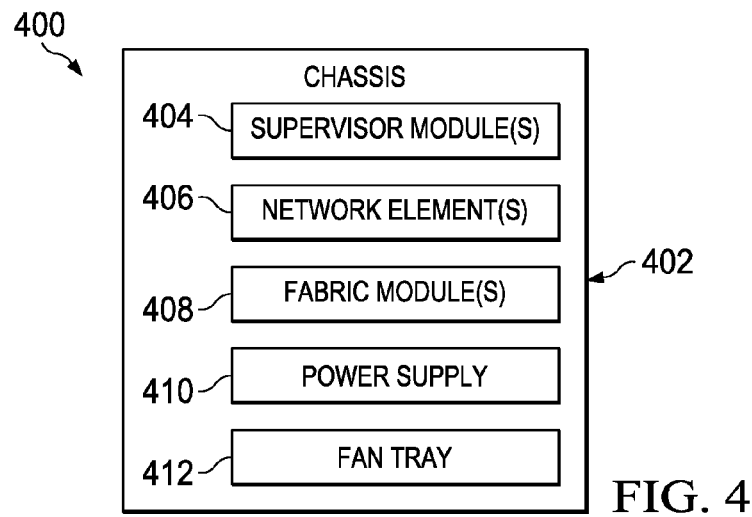 400
CHASSIS
404
SUPERVISOR MODULE(S)
406
NETWORK ELEMENT(S)
402
408
FABRIC MODULE(S)
410
POWER SUPPLY
412
FAN TRAY
FIG. 4